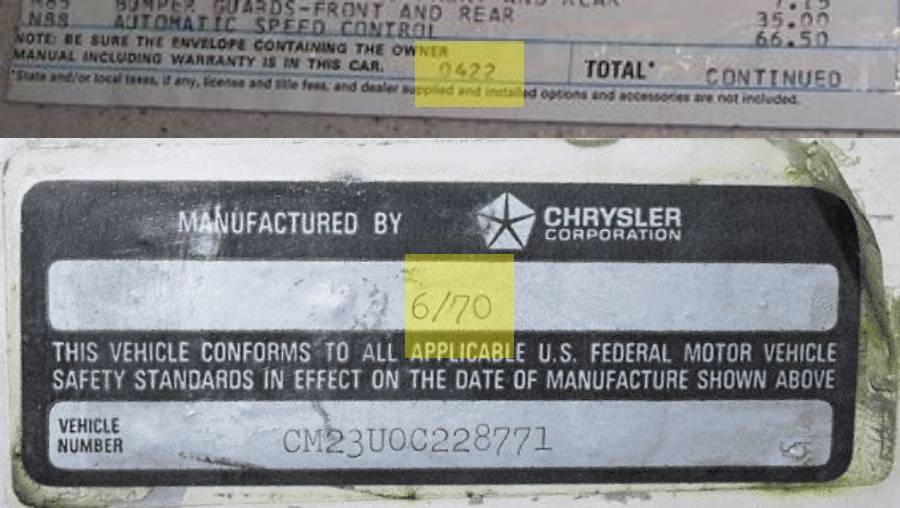 N85 BUMPER GUARDS-FRONT AND REAR 35.00
N88 AUTOMATIC SPEED CONTROL 66.50
NOTE: BE SURE THE ENVELOPE CONTAINING THE OWNER
MANUAL INCLUDING WARRANTY IS IN THIS CAR. 0422 TOTAL* CONTINUED
*State and/or local taxes, if any, license and title fees, and dealer supplied and installed options and accessories are not included.
MANUFACTURED BY CHRYSLER
CORPORATION
6/70
THIS VEHICLE CONFORMS TO ALL APPLICABLE U.S. FEDERAL MOTOR VEHICLE
SAFETY STANDARDS IN EFFECT ON THE DATE OF MANUFACTURE SHOWN ABOVE
VEHICLE
NUMBER CM23U0C228771